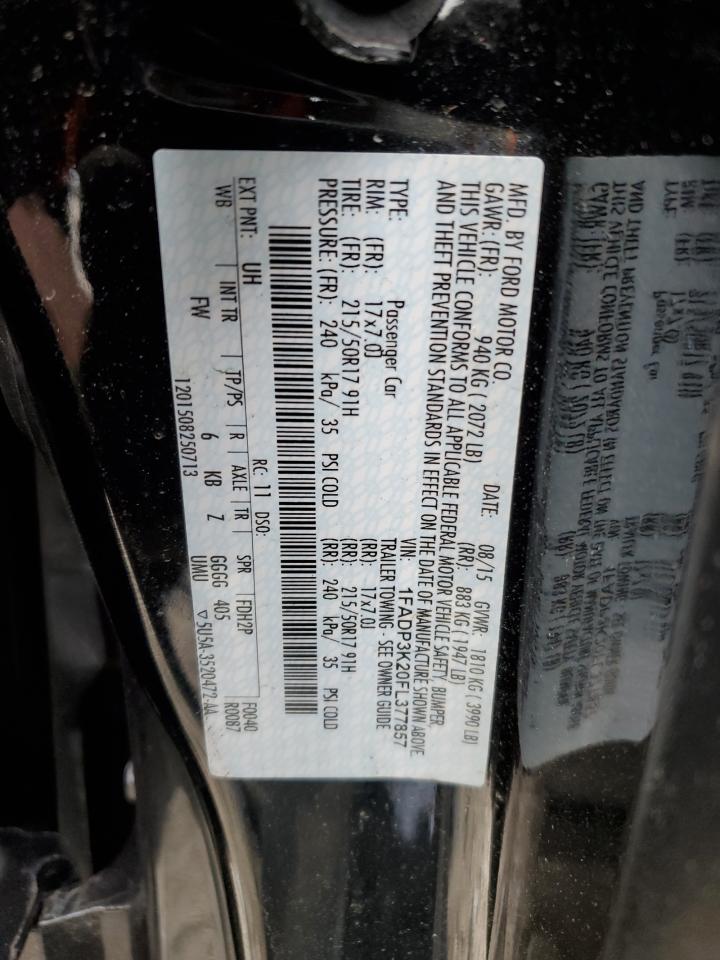 MFD. BY FORD MOTOR CO.
DATE: 08/15 GVWR: 1810 KG ( 3990 LB)
GAWR: (FR): 940 KG ( 2072 LB) (RR): 883 KG ( 1947 LB)
THIS VEHICLE CONFORMS TO ALL APPLICABLE FEDERAL MOTOR VEHICLE SAFETY, BUMPER,
AND THEFT PREVENTION STANDARDS IN EFFECT ON THE DATE OF MANUFACTURE SHOWN ABOVE
VIN: 1FADP3K20FL377857
TYPE: Passenger Car TRAILER TOWING - SEE OWNER GUIDE
RIM: (FR): 17x7.0J (RR): 17x7.0J
TIRE: (FR): 215/50R17 91H (RR): 215/50R17 91H
PRESSURE: (FR): 240 kPa/ 35 PSI COLD (RR): 240 kPa/ 35 PSI COLD
RC: 11 DSO:
EXT PNT: UH FDH2P F0040
WB INT TR TP/PS R AXLE TR SPR R0087
FW 6 KB Z GGGG 405
UMU
1201508250713 ▽5U5A-3520472-AA